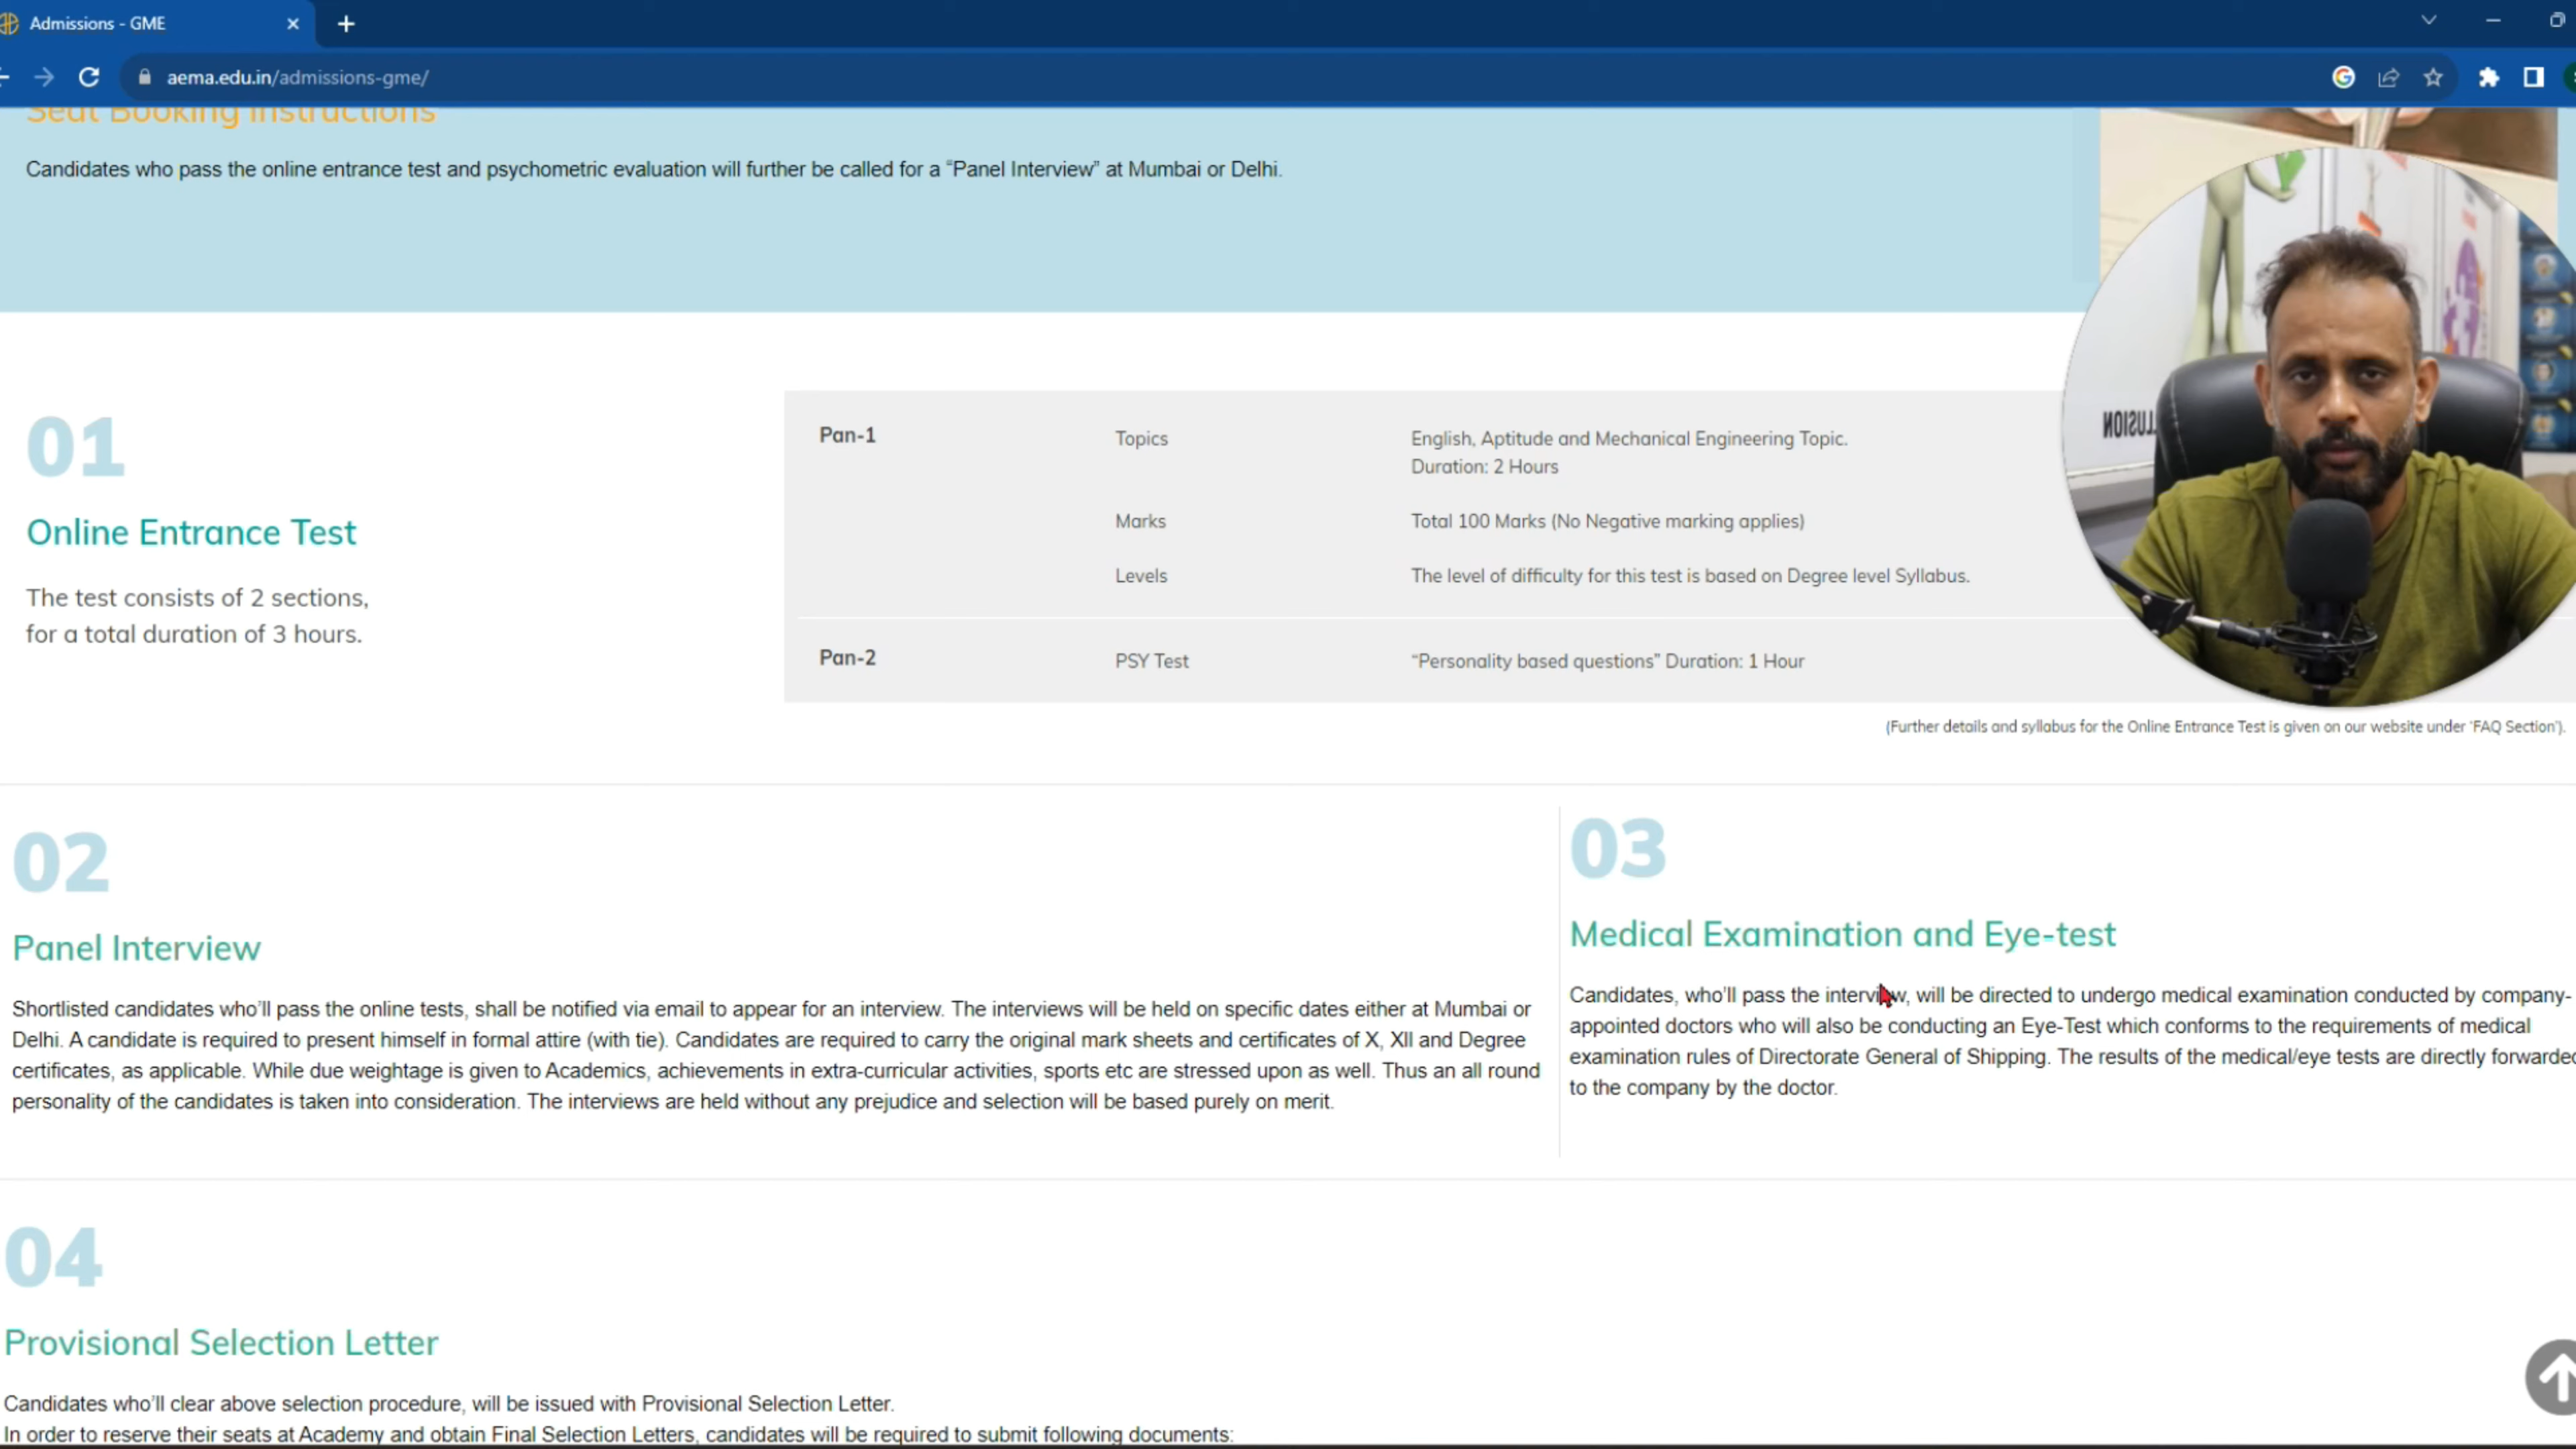 Admissions - GME
aema.edu.in/admissions-gme/
Seat Booking Instructions
Candidates who pass the online entrance test and psychometric evaluation will further be called for a “Panel Interview” at Mumbai or Delhi.
01
Online Entrance Test
The test consists of 2 sections,
for a total duration of 3 hours.
Pan-1
Topics
English, Aptitude and Mechanical Engineering Topic.
Duration: 2 Hours
Marks
Total 100 Marks (No Negative marking applies)
Levels
The level of difficulty for this test is based on Degree level Syllabus.
Pan-2
PSY Test
“Personality based questions” Duration: 1 Hour
(Further details and syllabus for the Online Entrance Test is given on our website under ‘FAQ Section’).
02
Panel Interview
Shortlisted candidates who’ll pass the online tests, shall be notified via email to appear for an interview. The interviews will be held on specific dates either at Mumbai or
Delhi. A candidate is required to present himself in formal attire (with tie). Candidates are required to carry the original mark sheets and certificates of X, XII and Degree
certificates, as applicable. While due weightage is given to Academics, achievements in extra-curricular activities, sports etc are stressed upon as well. Thus an all round
personality of the candidates is taken into consideration. The interviews are held without any prejudice and selection will be based purely on merit.
03
Medical Examination and Eye-test
Candidates, who’ll pass the interview, will be directed to undergo medical examination conducted by company-
appointed doctors who will also be conducting an Eye-Test which conforms to the requirements of medical
examination rules of Directorate General of Shipping. The results of the medical/eye tests are directly forwarded
to the company by the doctor.
04
Provisional Selection Letter
Candidates who’ll clear above selection procedure, will be issued with Provisional Selection Letter.
In order to reserve their seats at Academy and obtain Final Selection Letters, candidates will be required to submit following documents: